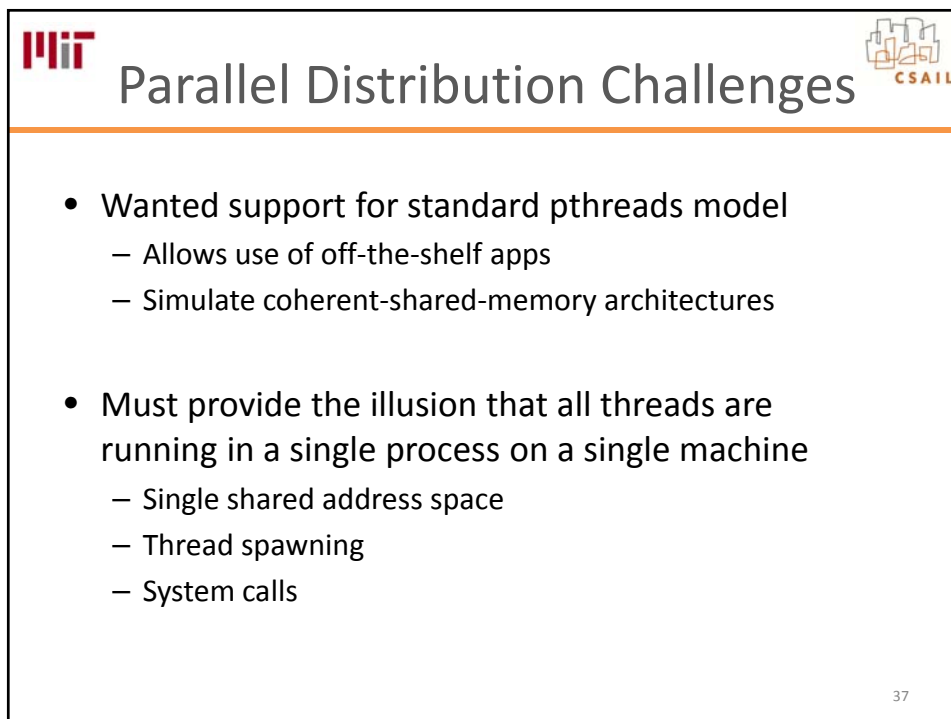 MiT
Parallel Distribution Challenges
CSAIL
• Wanted support for standard pthreads model
– Allows use of off-the-shelf apps
– Simulate coherent-shared-memory architectures
• Must provide the illusion that all threads are
running in a single process on a single machine
– Single shared address space
– Thread spawning
– System calls
37